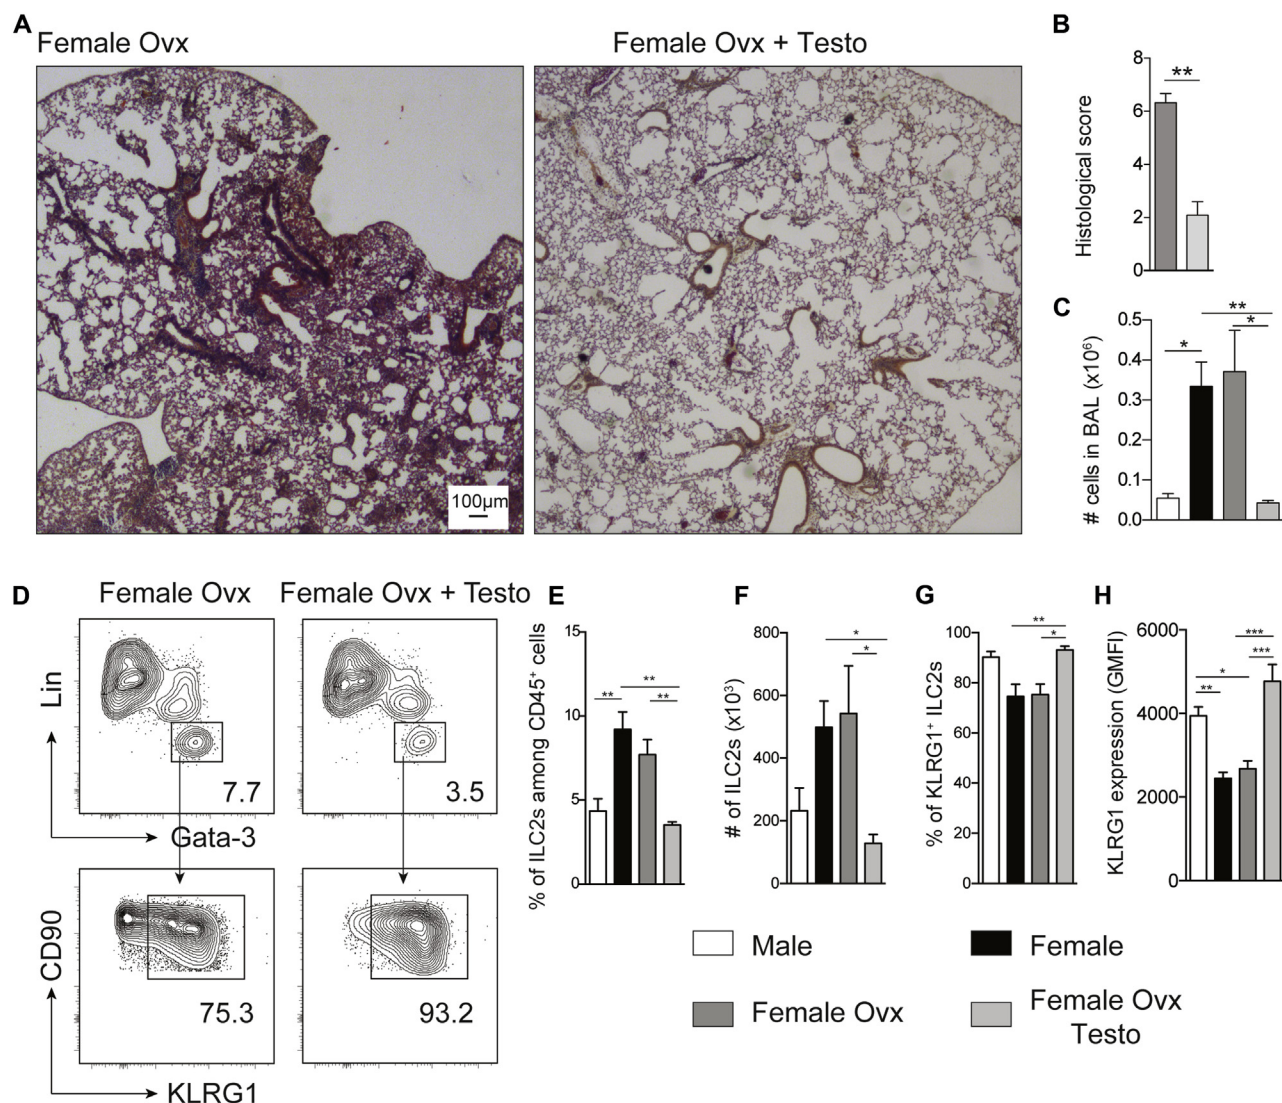 A
Female Ovx
Female Ovx + Testo
100µm
B
Histological score
8
6
4
2
0
**
C
# cells in BAL (x10⁶)
0.5
0.4
0.3
0.2
0.1
0.0
**
*
*
D
Female Ovx
Female Ovx + Testo
Lin
7.7
3.5
Gata-3
CD90
75.3
93.2
KLRG1
E
% of ILC2s among CD45⁺ cells
15
10
5
0
**
**
**
F
# of ILC2s (x10³)
800
600
400
200
0
*
*
G
% of KLRG1⁺ ILC2s
100
80
60
40
20
0
**
*
H
KLRG1 expression (GMFI)
6000
4000
2000
0
***
***
*
**
Male
Female
Female Ovx
Female Ovx
Testo